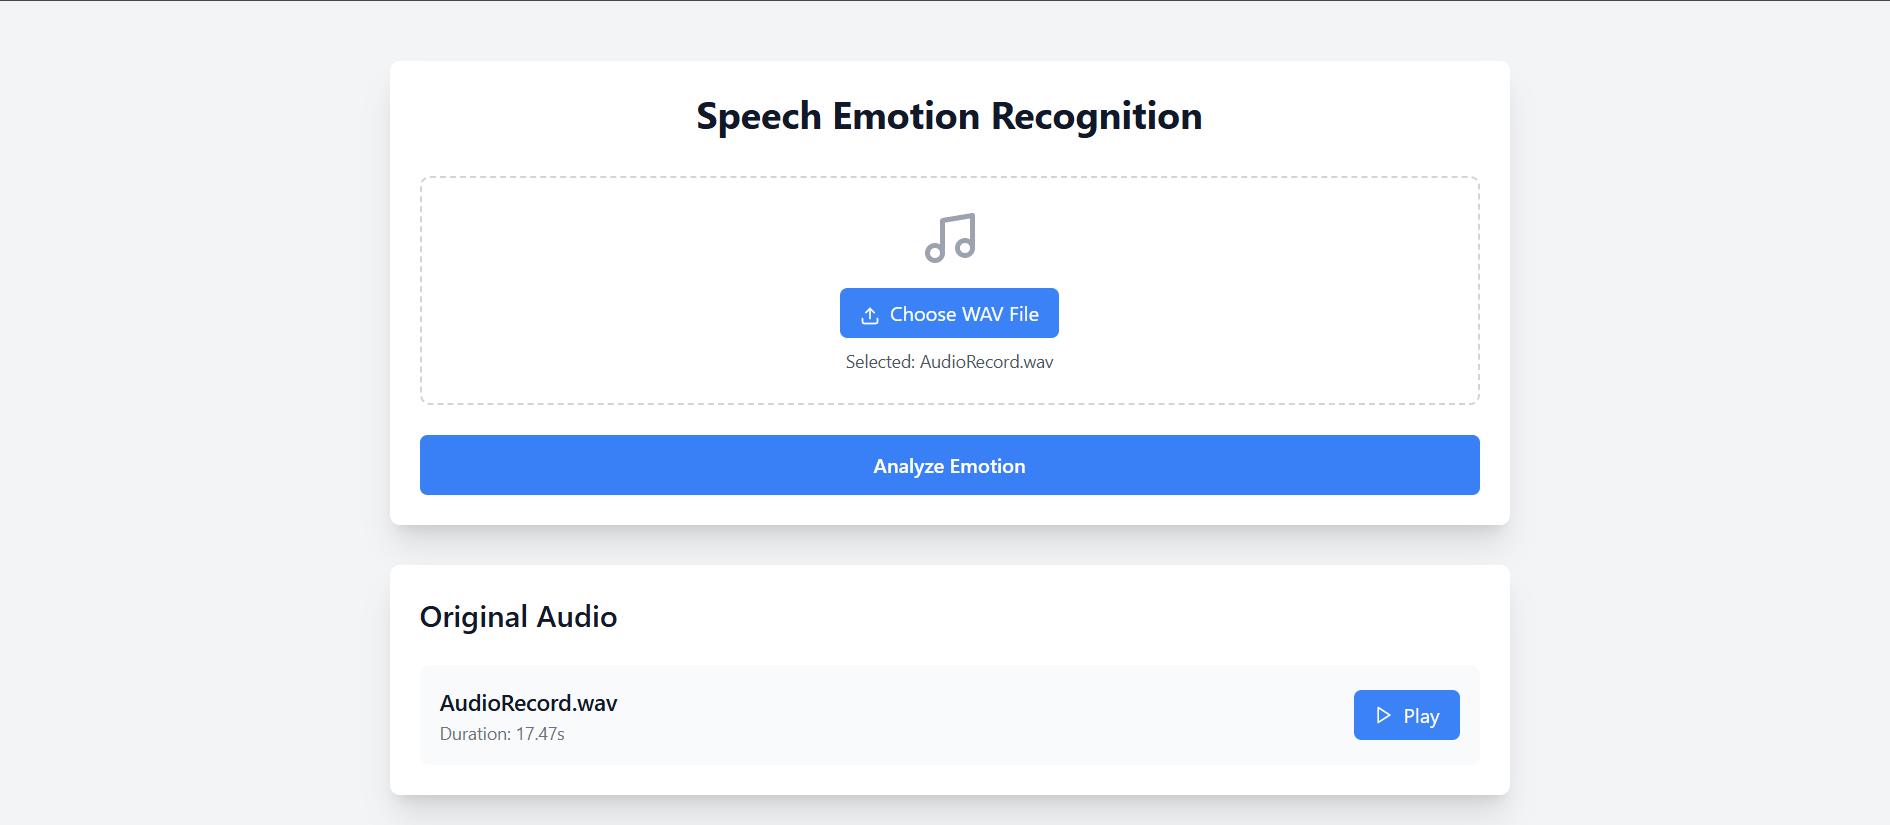 Speech Emotion Recognition
Choose WAV File
Selected: AudioRecord.wav
Analyze Emotion
Original Audio
AudioRecord.wav
Duration: 17.47s
Play